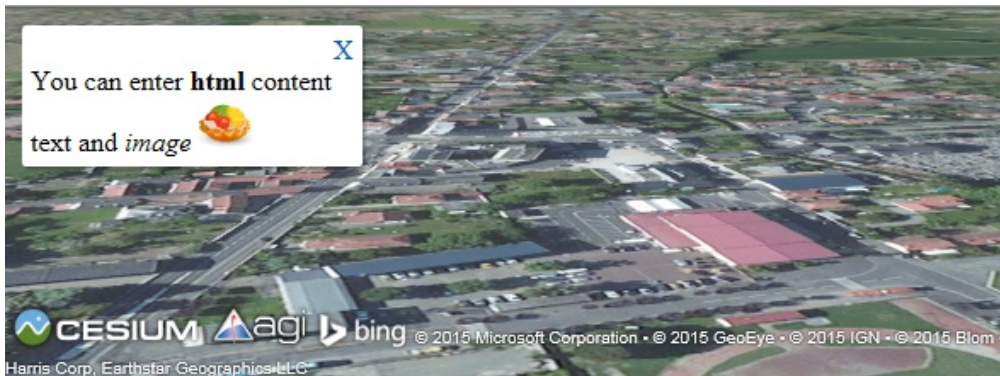 X
You can enter html content
text and image
CESIUM agi bing © 2015 Microsoft Corporation • © 2015 GeoEye • © 2015 IGN • © 2015 Blom
Harris Corp, Earthstar Geographics LLC